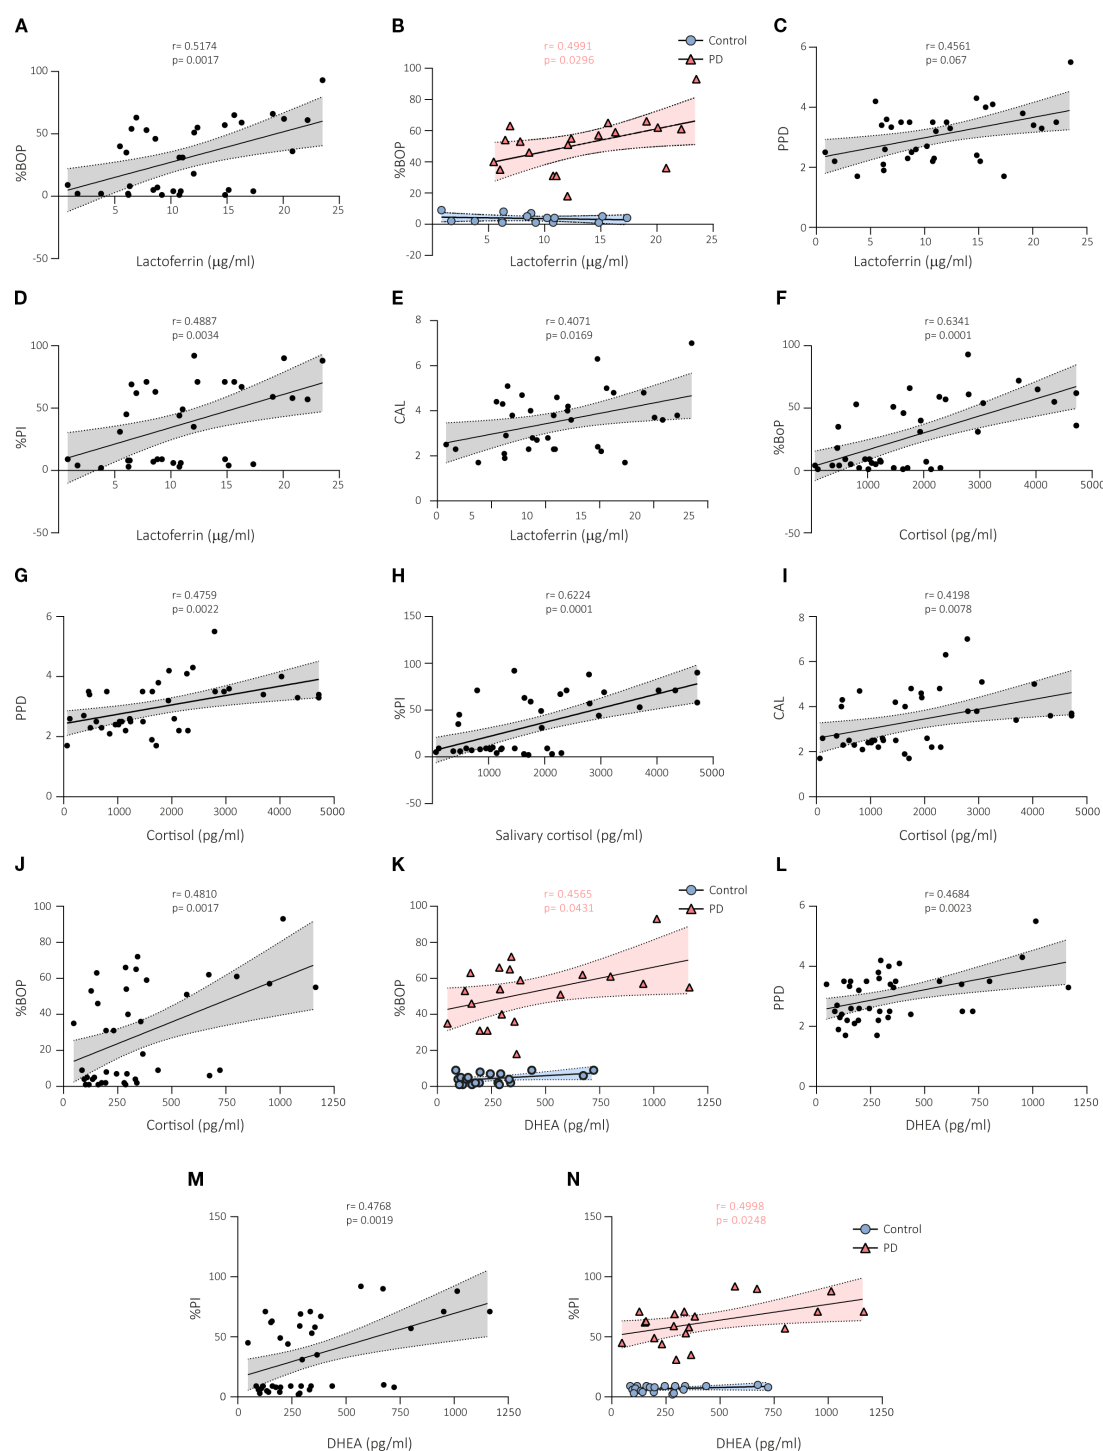 A
r= 0.5174
p= 0.0017
100
50
0
-50
5
10
15
20
25
%BOP
Lactoferrin (µg/ml)
B
r= 0.4991
p= 0.0296
Control
PD
100
80
60
40
20
0
-20
5
10
15
20
25
%BOP
Lactoferrin (µg/ml)
C
r= 0.4561
p= 0.067
6
4
2
0
0
5
10
15
20
25
PPD
Lactoferrin (µg/ml)
D
r= 0.4887
p= 0.0034
100
50
0
-50
5
10
15
20
25
%PI
Lactoferrin (µg/ml)
E
r= 0.4071
p= 0.0169
8
6
4
2
0
0
5
10
15
20
25
CAL
Lactoferrin (µg/ml)
F
r= 0.6341
p= 0.0001
100
50
0
-50
1000
2000
3000
4000
5000
%BoP
Cortisol (pg/ml)
G
r= 0.4759
p= 0.0022
6
4
2
0
0
1000
2000
3000
4000
5000
PPD
Cortisol (pg/ml)
H
r= 0.6224
p= 0.0001
150
100
50
0
-50
1000
2000
3000
4000
5000
%PI
Salivary cortisol (pg/ml)
I
r= 0.4198
p= 0.0078
8
6
4
2
0
0
1000
2000
3000
4000
5000
CAL
Cortisol (pg/ml)
J
r= 0.4810
p= 0.0017
100
80
60
40
20
0
0
250
500
750
1000
1250
%BOP
Cortisol (pg/ml)
K
r= 0.4565
p= 0.0431
Control
PD
100
80
60
40
20
0
0
250
500
750
1000
1250
%BOP
DHEA (pg/ml)
L
r= 0.4684
p= 0.0023
6
4
2
0
0
250
500
750
1000
1250
PPD
DHEA (pg/ml)
M
r= 0.4768
p= 0.0019
150
100
50
0
0
250
500
750
1000
1250
%PI
DHEA (pg/ml)
N
r= 0.4998
p= 0.0248
Control
PD
150
100
50
0
0
250
500
750
1000
1250
%PI
DHEA (pg/ml)